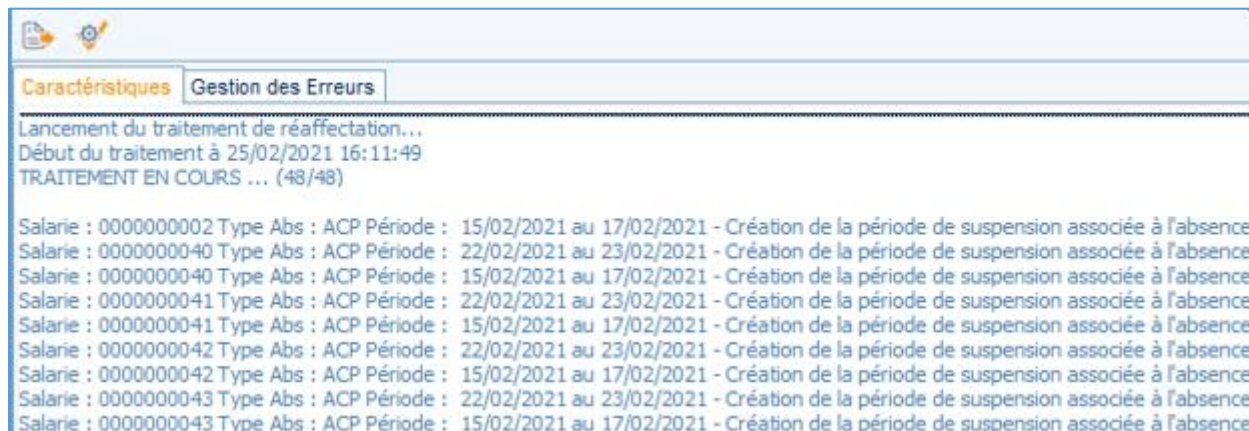 Caractéristiques Gestion des Erreurs
Lancement du traitement de réaffectation...
Début du traitement à 25/02/2021 16:11:49
TRAITEMENT EN COURS ... (48/48)
Salarie : 0000000002 Type Abs : ACP Période : 15/02/2021 au 17/02/2021 - Création de la période de suspension associée à l'absence
Salarie : 0000000040 Type Abs : ACP Période : 22/02/2021 au 23/02/2021 - Création de la période de suspension associée à l'absence
Salarie : 0000000040 Type Abs : ACP Période : 15/02/2021 au 17/02/2021 - Création de la période de suspension associée à l'absence
Salarie : 0000000041 Type Abs : ACP Période : 22/02/2021 au 23/02/2021 - Création de la période de suspension associée à l'absence
Salarie : 0000000041 Type Abs : ACP Période : 15/02/2021 au 17/02/2021 - Création de la période de suspension associée à l'absence
Salarie : 0000000042 Type Abs : ACP Période : 22/02/2021 au 23/02/2021 - Création de la période de suspension associée à l'absence
Salarie : 0000000042 Type Abs : ACP Période : 15/02/2021 au 17/02/2021 - Création de la période de suspension associée à l'absence
Salarie : 0000000043 Type Abs : ACP Période : 22/02/2021 au 23/02/2021 - Création de la période de suspension associée à l'absence
Salarie : 0000000043 Type Abs : ACP Période : 15/02/2021 au 17/02/2021 - Création de la période de suspension associée à l'absence